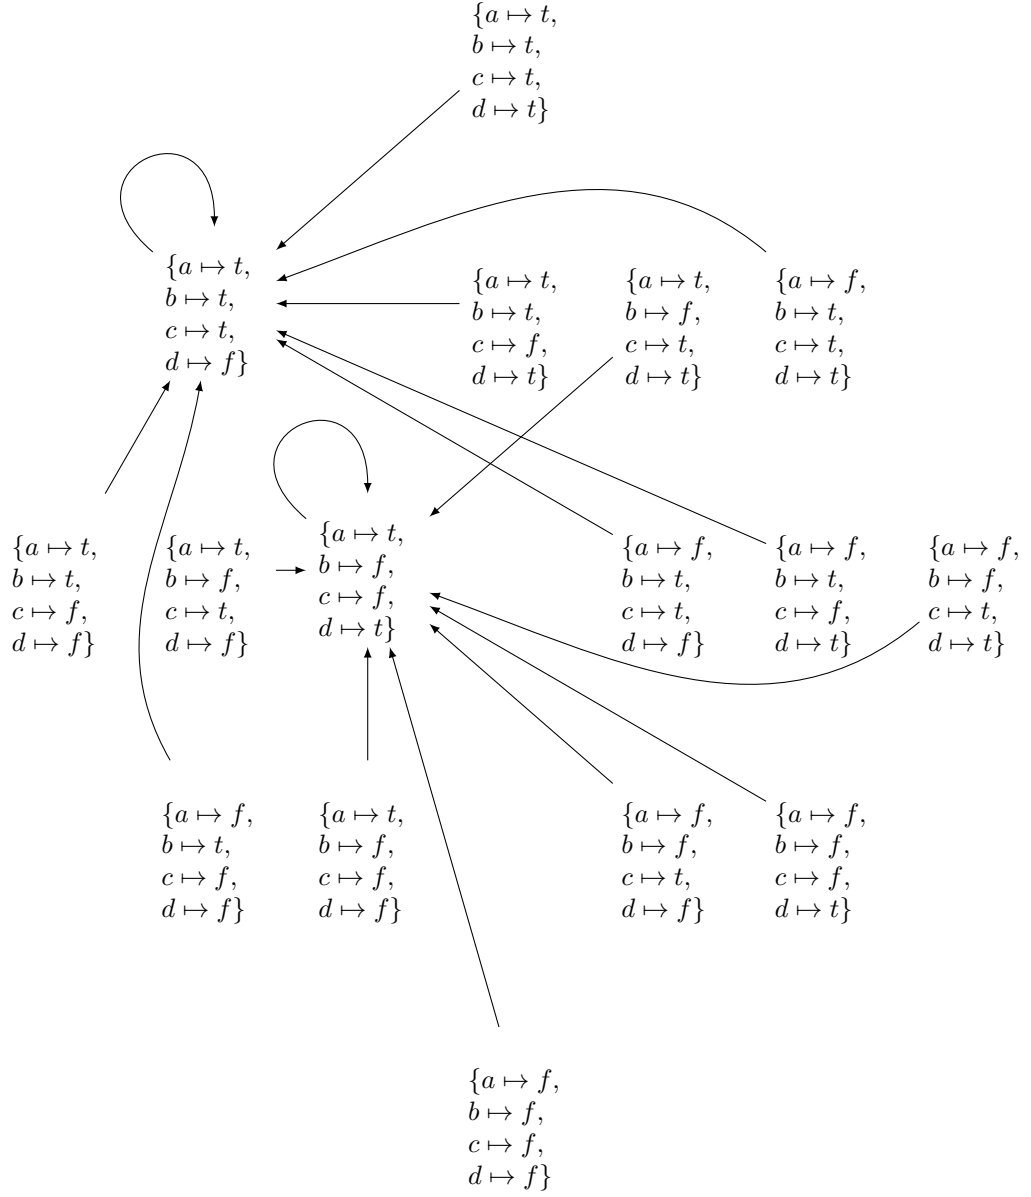 {a ↦ t,
b ↦ t,
c ↦ t,
d ↦ t}
{a ↦ t,
b ↦ t,
c ↦ t,
d ↦ f}
{a ↦ t,
b ↦ t,
c ↦ f,
d ↦ t}
{a ↦ t,
b ↦ f,
c ↦ t,
d ↦ t}
{a ↦ f,
b ↦ t,
c ↦ t,
d ↦ t}
{a ↦ t,
b ↦ t,
c ↦ f,
d ↦ f}
{a ↦ t,
b ↦ f,
c ↦ t,
d ↦ f}
{a ↦ t,
b ↦ f,
c ↦ f,
d ↦ t}
{a ↦ f,
b ↦ t,
c ↦ t,
d ↦ f}
{a ↦ f,
b ↦ t,
c ↦ f,
d ↦ t}
{a ↦ f,
b ↦ f,
c ↦ t,
d ↦ t}
{a ↦ f,
b ↦ t,
c ↦ f,
d ↦ f}
{a ↦ t,
b ↦ f,
c ↦ f,
d ↦ f}
{a ↦ f,
b ↦ f,
c ↦ t,
d ↦ f}
{a ↦ f,
b ↦ f,
c ↦ f,
d ↦ t}
{a ↦ f,
b ↦ f,
c ↦ f,
d ↦ f}